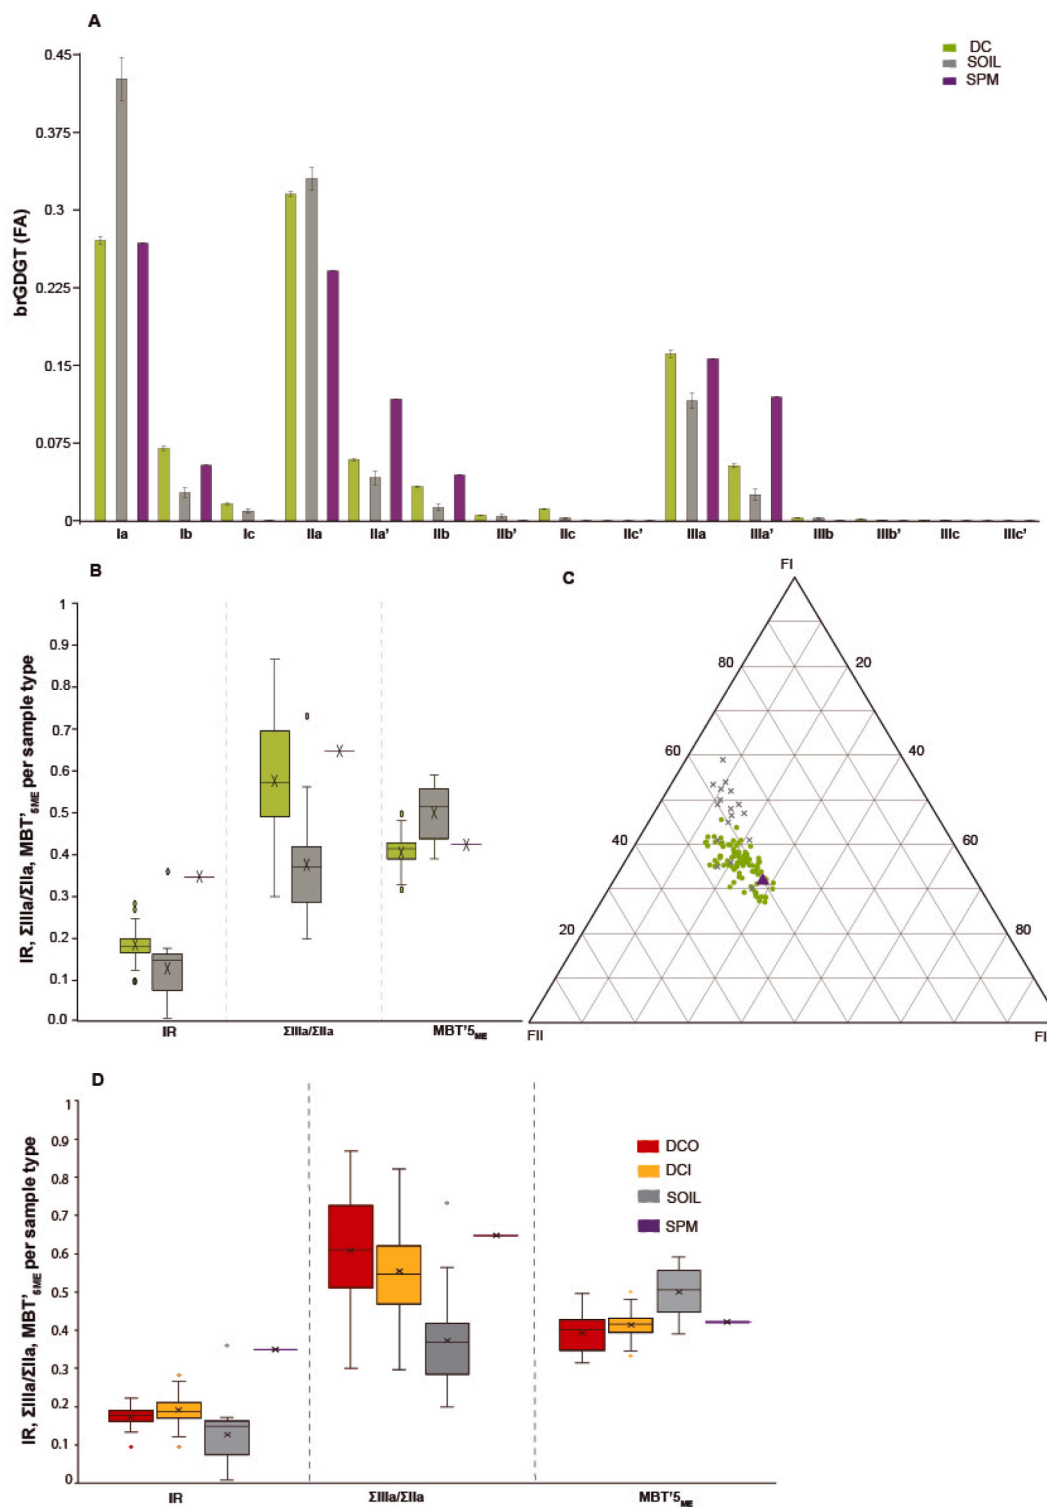 A
0.45
0.375
0.3
0.225
0.15
0.075
0
brGDGT (FA)
DC
SOIL
SPM
Ia Ib Ic IIa IIa' IIb IIb' IIc IIc' IIIa IIIa' IIIb IIIb' IIIc IIIc'
B
1
0.9
0.8
0.7
0.6
0.5
0.4
0.3
0.2
0.1
0.0
IR, ΣIIIa/ΣIIa, MBT'5ME per sample type
IR ΣIIIa/ΣIIa MBT'5ME
C
FI
80 20
60 40
40 60
20 80
FII FI
D
1
0.9
0.8
0.7
0.6
0.5
0.4
0.3
0.2
0.1
0
IR, ΣIIIa/ΣIIa, MBT'5ME per sample type
DCO
DCI
SOIL
SPM
IR ΣIIIa/ΣIIa MBT'5ME